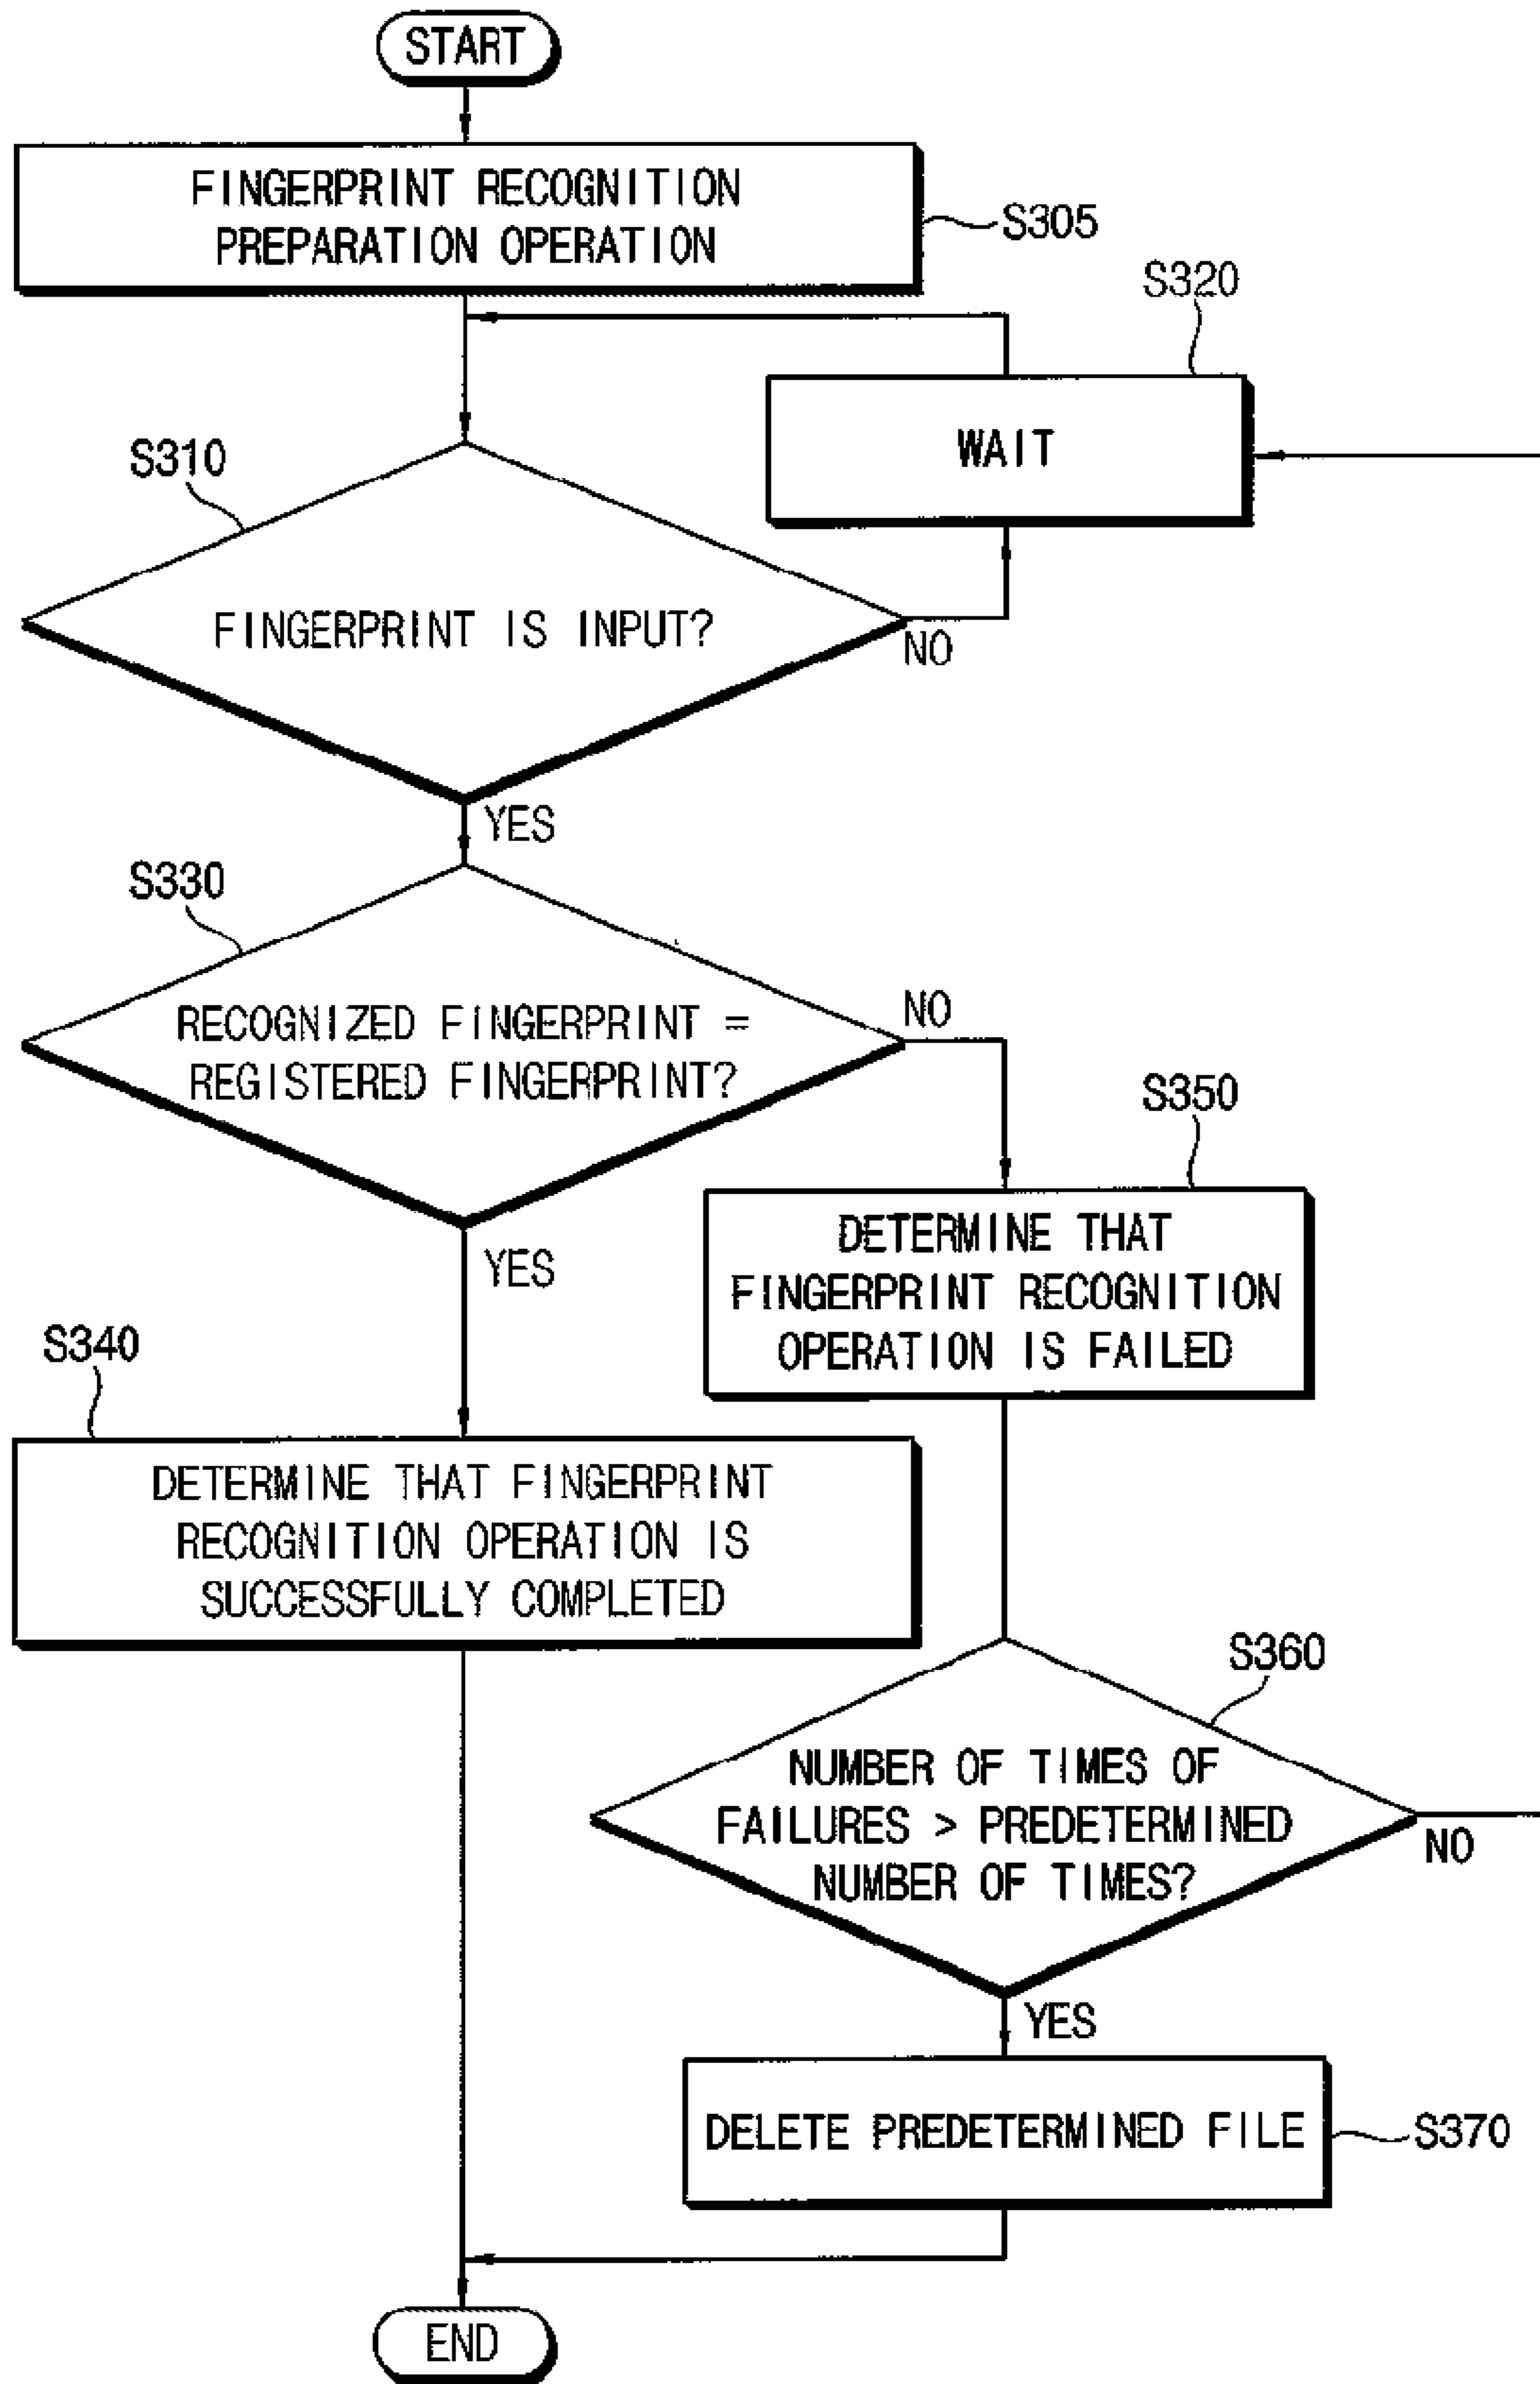 START
FINGERPRINT RECOGNITION
PREPARATION OPERATION
S305
S320
WAIT
S310
FINGERPRINT IS INPUT?
NO
YES
S330
RECOGNIZED FINGERPRINT =
REGISTERED FINGERPRINT?
NO
S350
DETERMINE THAT
FINGERPRINT RECOGNITION
OPERATION IS FAILED
YES
S340
DETERMINE THAT FINGERPRINT
RECOGNITION OPERATION IS
SUCCESSFULLY COMPLETED
S360
NUMBER OF TIMES OF
FAILURES > PREDETERMINED
NUMBER OF TIMES?
NO
YES
DELETE PREDETERMINED FILE
S370
END